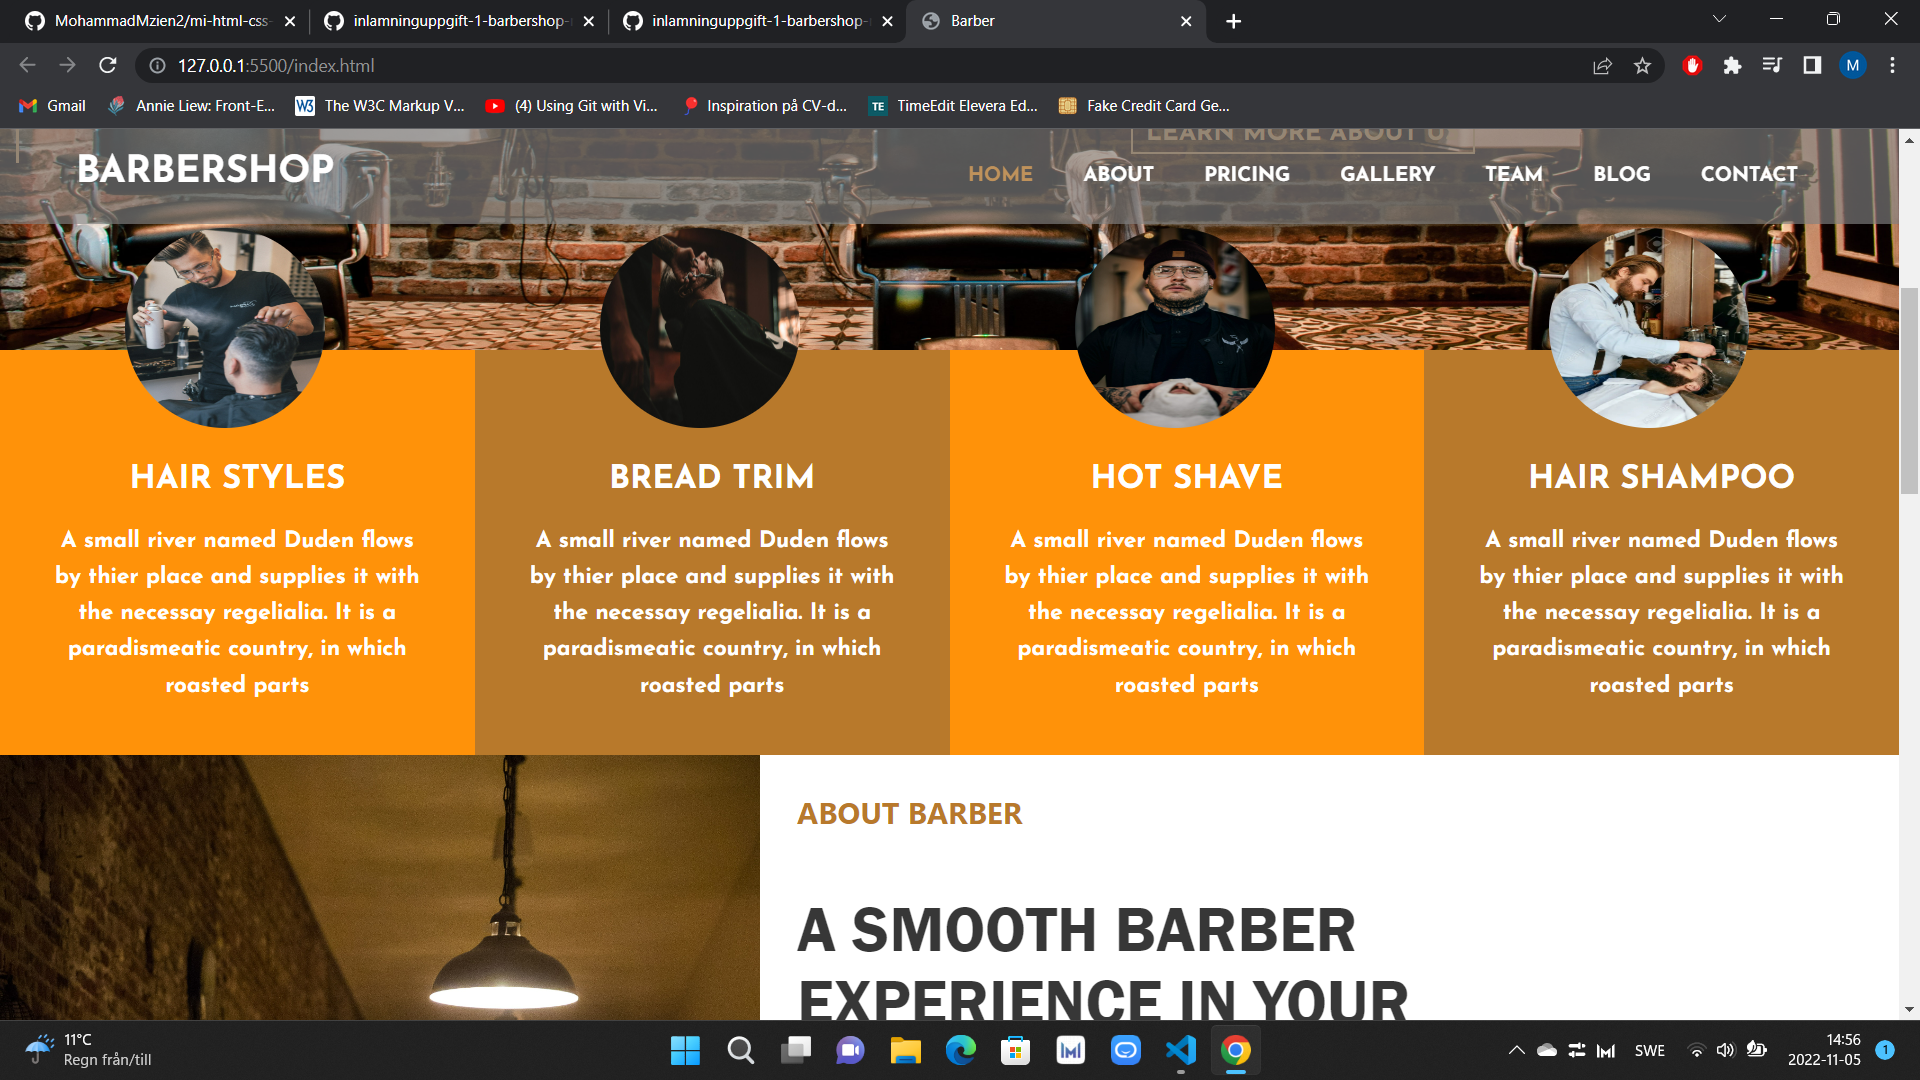 MohammadMzien2/mi-html-css-
inlamninguppgift-1-barbershop-
inlamninguppgift-1-barbershop-
Barber
127.0.0.1:5500/index.html
M
Gmail
Annie Liew: Front-E...
W3
The W3C Markup V...
(4) Using Git with Vi...
Inspiration på CV-d...
TE
TimeEdit Elevera Ed...
Fake Credit Card Ge...
LEARN MORE ABOUT U
BARBERSHOP
HOME
ABOUT
PRICING
GALLERY
TEAM
BLOG
CONTACT
HAIR STYLES
A small river named Duden flows
by thier place and supplies it with
the necessay regelialia. It is a
paradismeatic country, in which
roasted parts
BREAD TRIM
A small river named Duden flows
by thier place and supplies it with
the necessay regelialia. It is a
paradismeatic country, in which
roasted parts
HOT SHAVE
A small river named Duden flows
by thier place and supplies it with
the necessay regelialia. It is a
paradismeatic country, in which
roasted parts
HAIR SHAMPOO
A small river named Duden flows
by thier place and supplies it with
the necessay regelialia. It is a
paradismeatic country, in which
roasted parts
ABOUT BARBER
A SMOOTH BARBER
EXPERIENCE IN YOUR
11°C
Regn från/till
SWE
14:56
2022-11-05
1